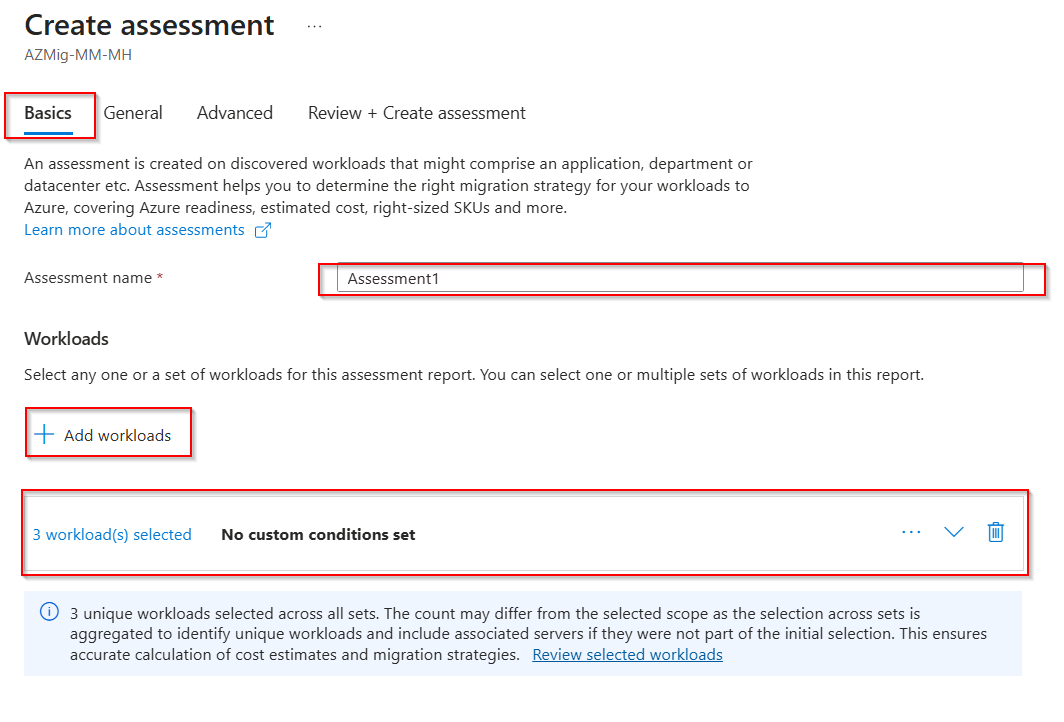 Create assessment ...
AZMig-MM-MH
Basics General Advanced Review + Create assessment
An assessment is created on discovered workloads that might comprise an application, department or
datacenter etc. Assessment helps you to determine the right migration strategy for your workloads to
Azure, covering Azure readiness, estimated cost, right-sized SKUs and more.
Learn more about assessments
Assessment name * Assessment1
Workloads
Select any one or a set of workloads for this assessment report. You can select one or multiple sets of workloads in this report.
+ Add workloads
3 workload(s) selected No custom conditions set ...
3 unique workloads selected across all sets. The count may differ from the selected scope as the selection across sets is
aggregated to identify unique workloads and include associated servers if they were not part of the initial selection. This ensures
accurate calculation of cost estimates and migration strategies. Review selected workloads